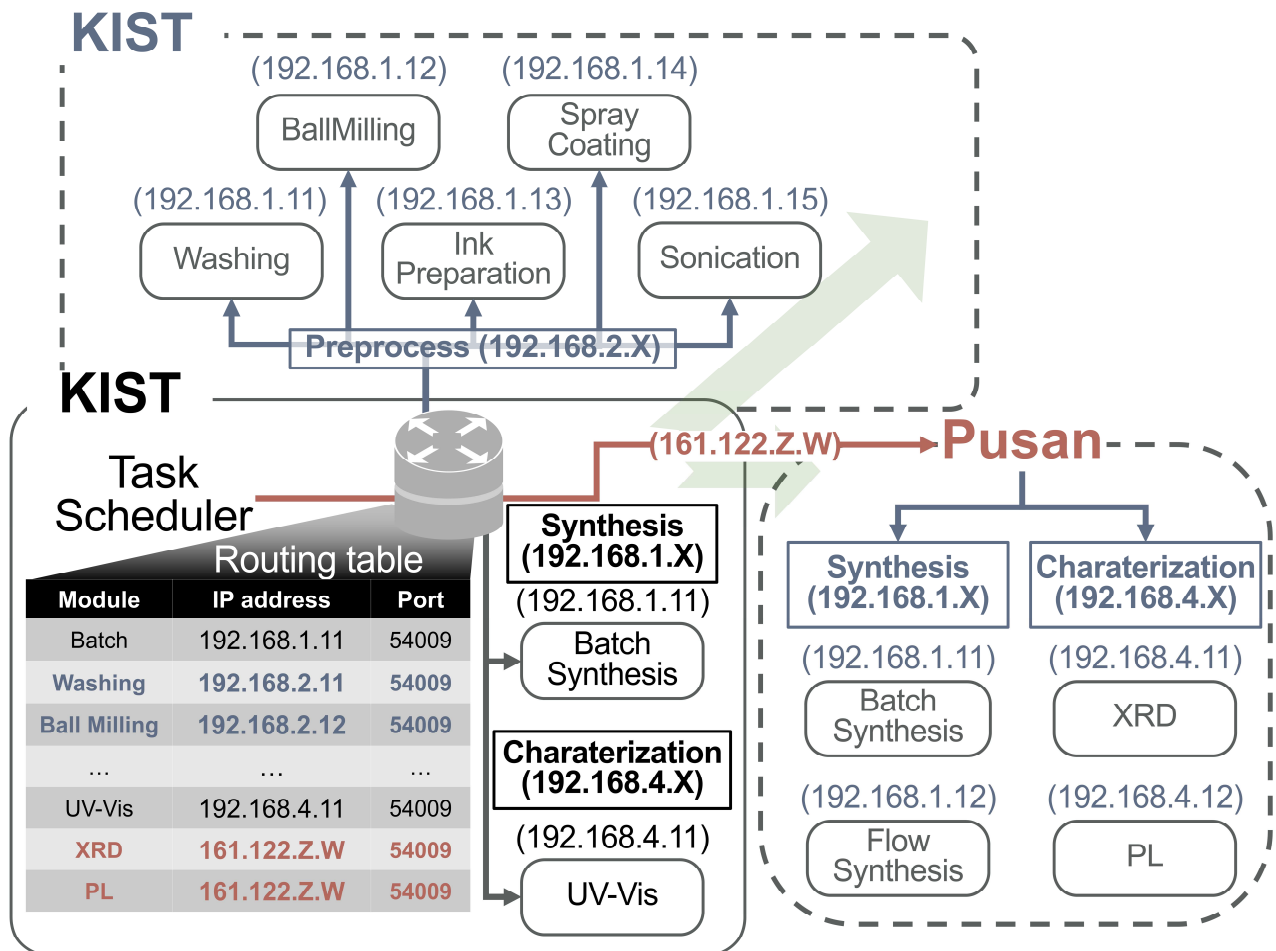 KIST
(192.168.1.12)
(192.168.1.14)
BallMilling
Spray
Coating
(192.168.1.11)
(192.168.1.13)
(192.168.1.15)
Washing
Ink
Preparation
Sonication
Preprocess (192.168.2.X)
KIST
Task
Scheduler
(161.122.Z.W)
Pusan
Routing table
Module IP address Port
Batch 192.168.1.11 54009
Washing 192.168.2.11 54009
Ball Milling 192.168.2.12 54009
... ... ...
UV-Vis 192.168.4.11 54009
XRD 161.122.Z.W 54009
PL 161.122.Z.W 54009
Synthesis
(192.168.1.X)
(192.168.1.11)
Batch
Synthesis
Charaterization
(192.168.4.X)
(192.168.4.11)
UV-Vis
Synthesis
(192.168.1.X)
(192.168.1.11)
Batch
Synthesis
(192.168.1.12)
Flow
Synthesis
Charaterization
(192.168.4.X)
(192.168.4.11)
XRD
(192.168.4.12)
PL